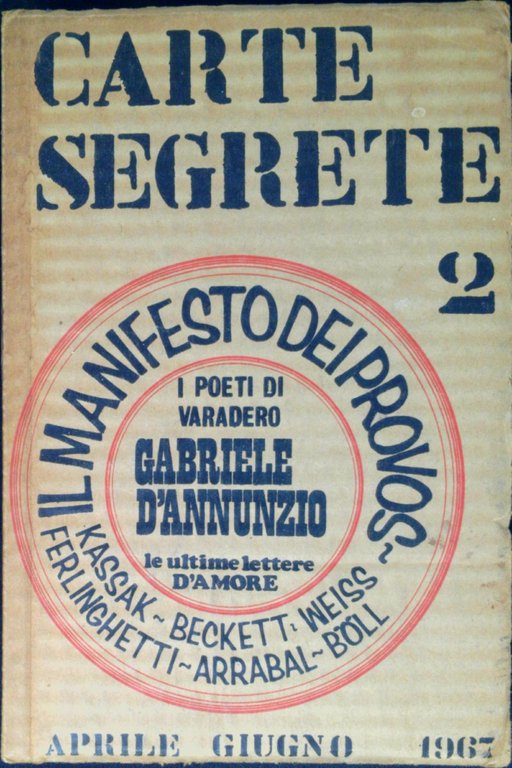 CARTE
SEGRETE
2
IL MANIFESTO DEI PROVOS~
I POETI DI
VARADERO
GABRIELE
D'ANNUNZIO
le ultime lettere
D'AMORE
KASSAK~BECKETT: WEISS
FERLINGHETTI~ARRABAL~BÖLL
APRILE GIUGNO 1967